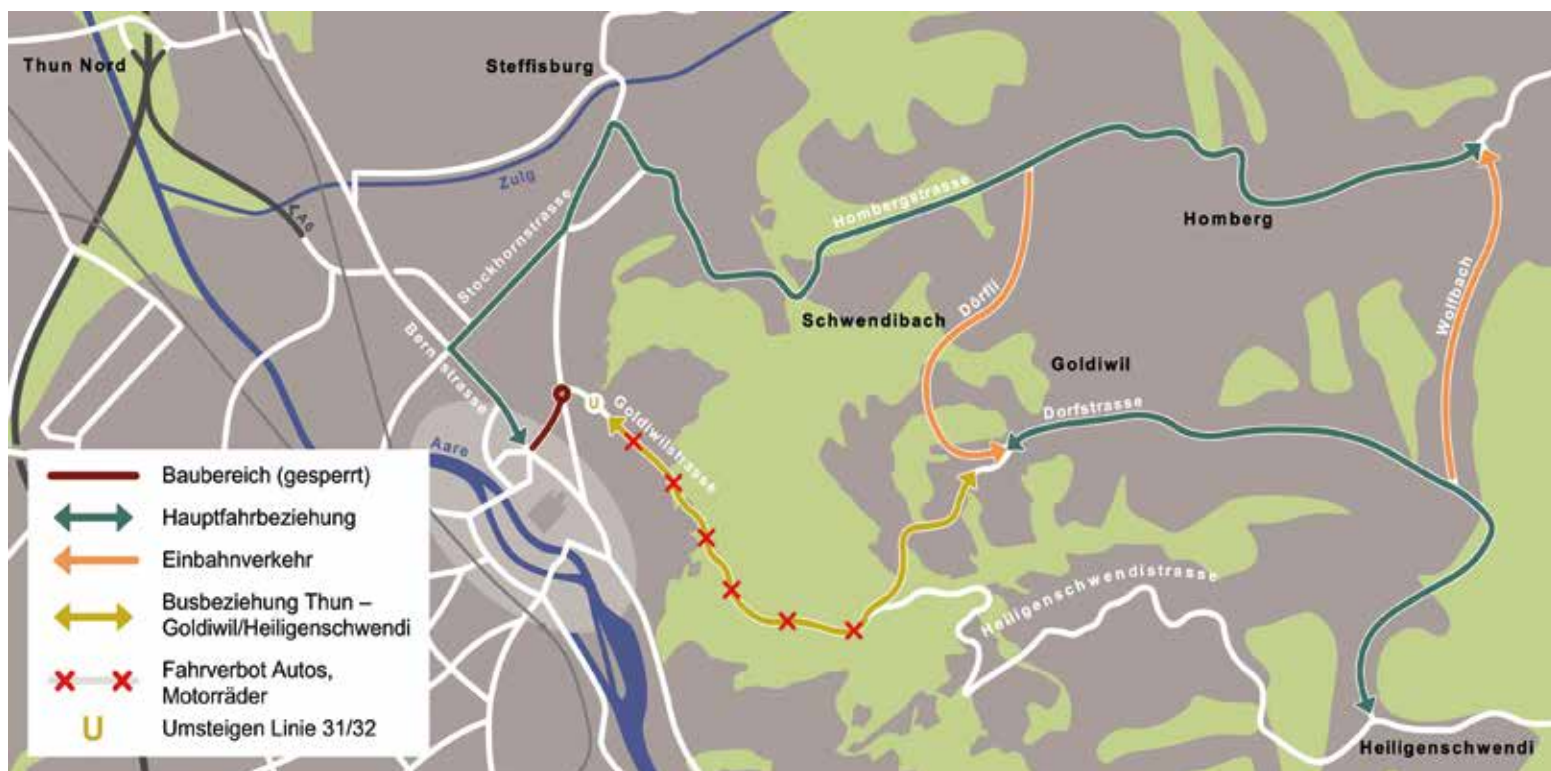 Thun Nord
Steffisburg
Zulg
A6
Stockhornstrasse
Bernstrasse
Hombergstrasse
Homberg
Schwendibach
Dörfli
Wolfbach
Goldiwil
Dorfstrasse
U
Goldiwilstrasse
Aare
Heiligenschwendistrasse
Heiligenschwendi
Baubereich (gesperrt)
Hauptfahrbeziehung
Einbahnverkehr
Busbeziehung Thun –
Goldiwil/Heiligenschwendi
Fahrverbot Autos,
Motorräder
U Umsteigen Linie 31/32